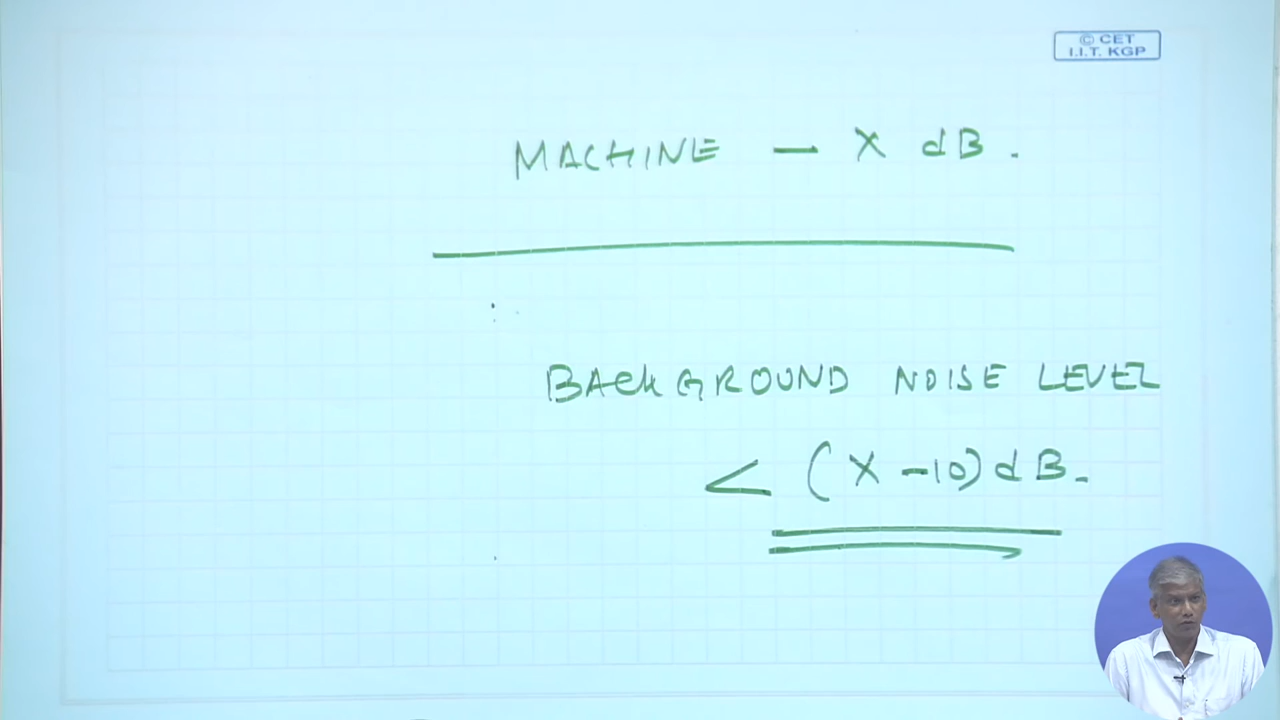 © CET
I.I.T. KGP
MACHINE — X dB.
BACKGROUND NOISE LEVEL
< (X -10) dB.